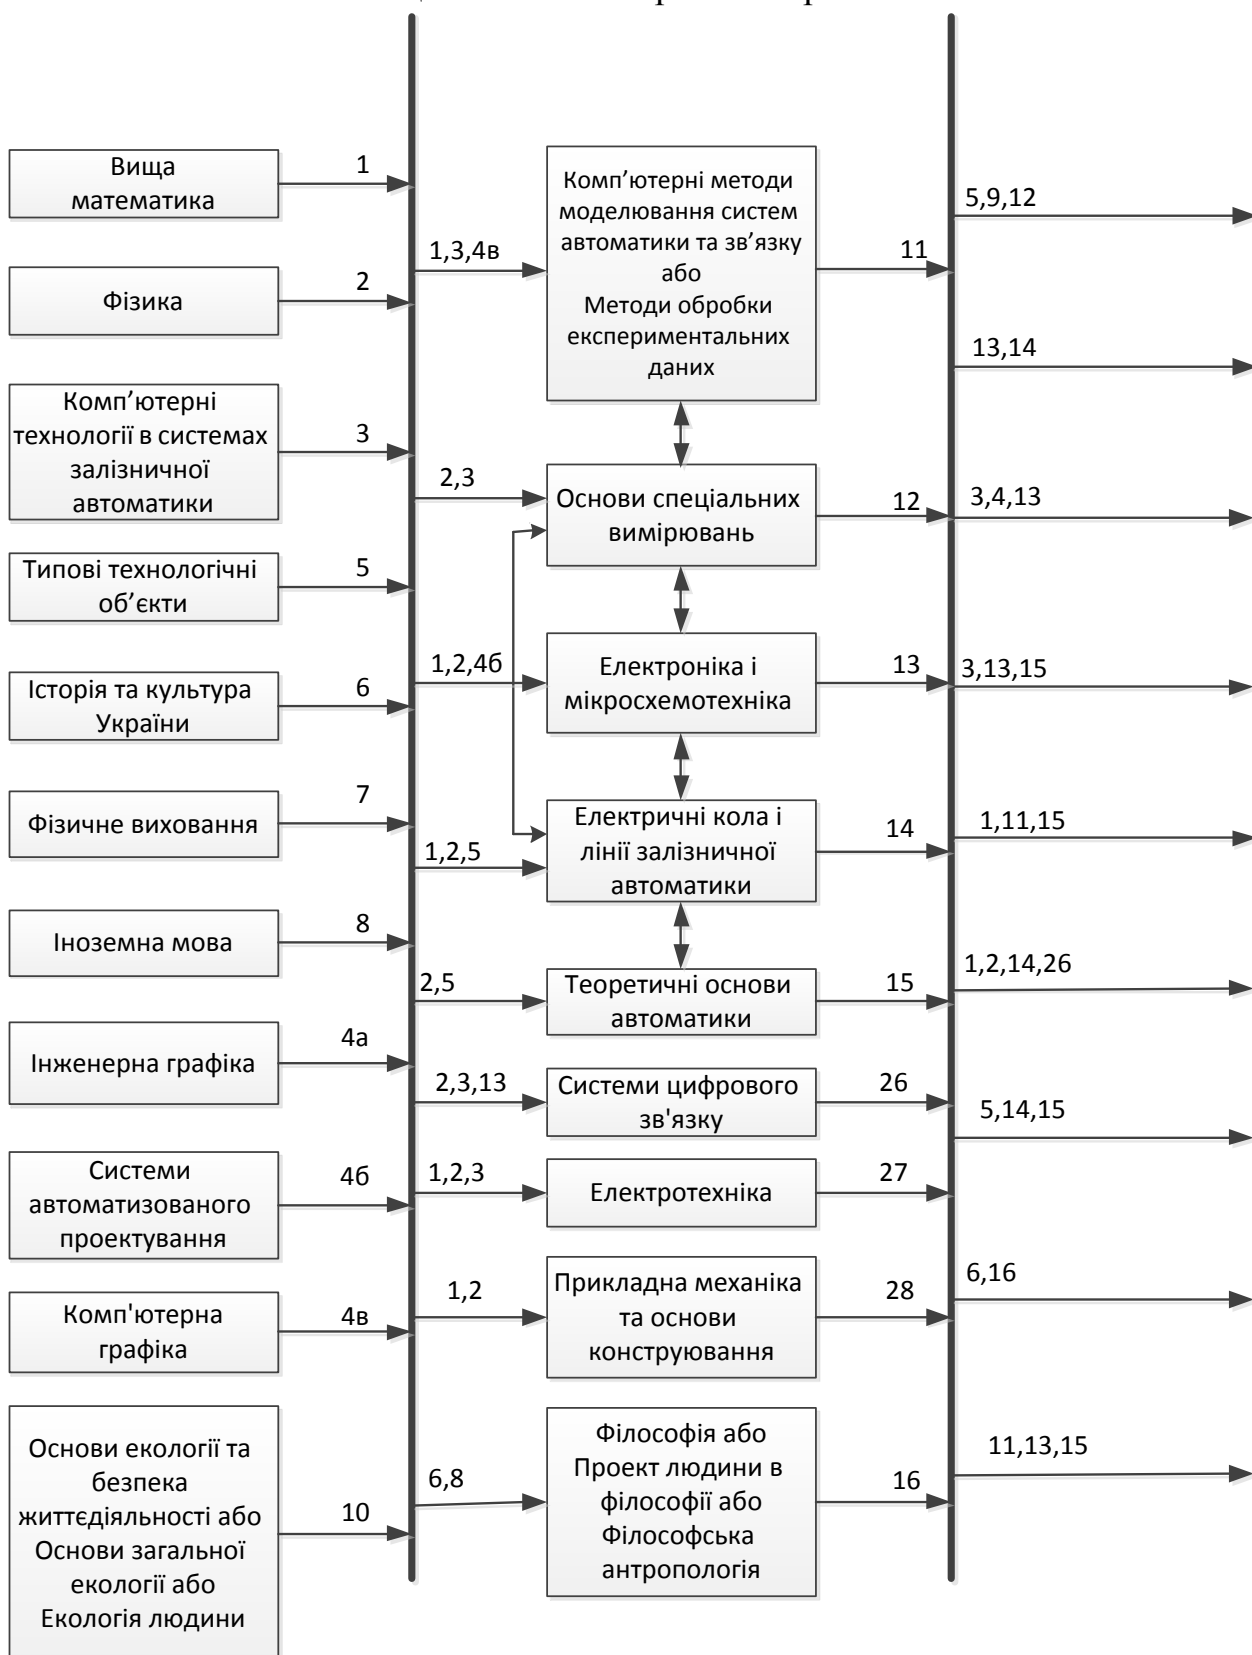 Вища
математика
1
Фізика
2
Комп’ютерні
технології в системах
залізничної
автоматики
3
Типові технологічні
об’єкти
5
Історія та культура
України
6
Фізичне виховання
7
Іноземна мова
8
Інженерна графіка
4а
Системи
автоматизованого
проектування
4б
Комп'ютерна
графіка
4в
Основи екології та
безпека
життєдіяльності або
Основи загальної
екології або
Екологія людини
10
1,3,4в
Комп’ютерні методи
моделювання систем
автоматики та зв’язку
або
Методи обробки
експериментальних
даних
11
2,3
Основи спеціальних
вимірювань
12
1,2,4б
Електроніка і
мікросхемотехніка
13
1,2,5
Електричні кола і
лінії залізничної
автоматики
14
2,5
Теоретичні основи
автоматики
15
2,3,13
Системи цифрового
зв'язку
26
1,2,3
Електротехніка
27
1,2
Прикладна механіка
та основи
конструювання
28
6,8
Філософія або
Проект людини в
філософії або
Філософська
антропологія
16
5,9,12
13,14
3,4,13
3,13,15
1,11,15
1,2,14,26
5,14,15
6,16
11,13,15